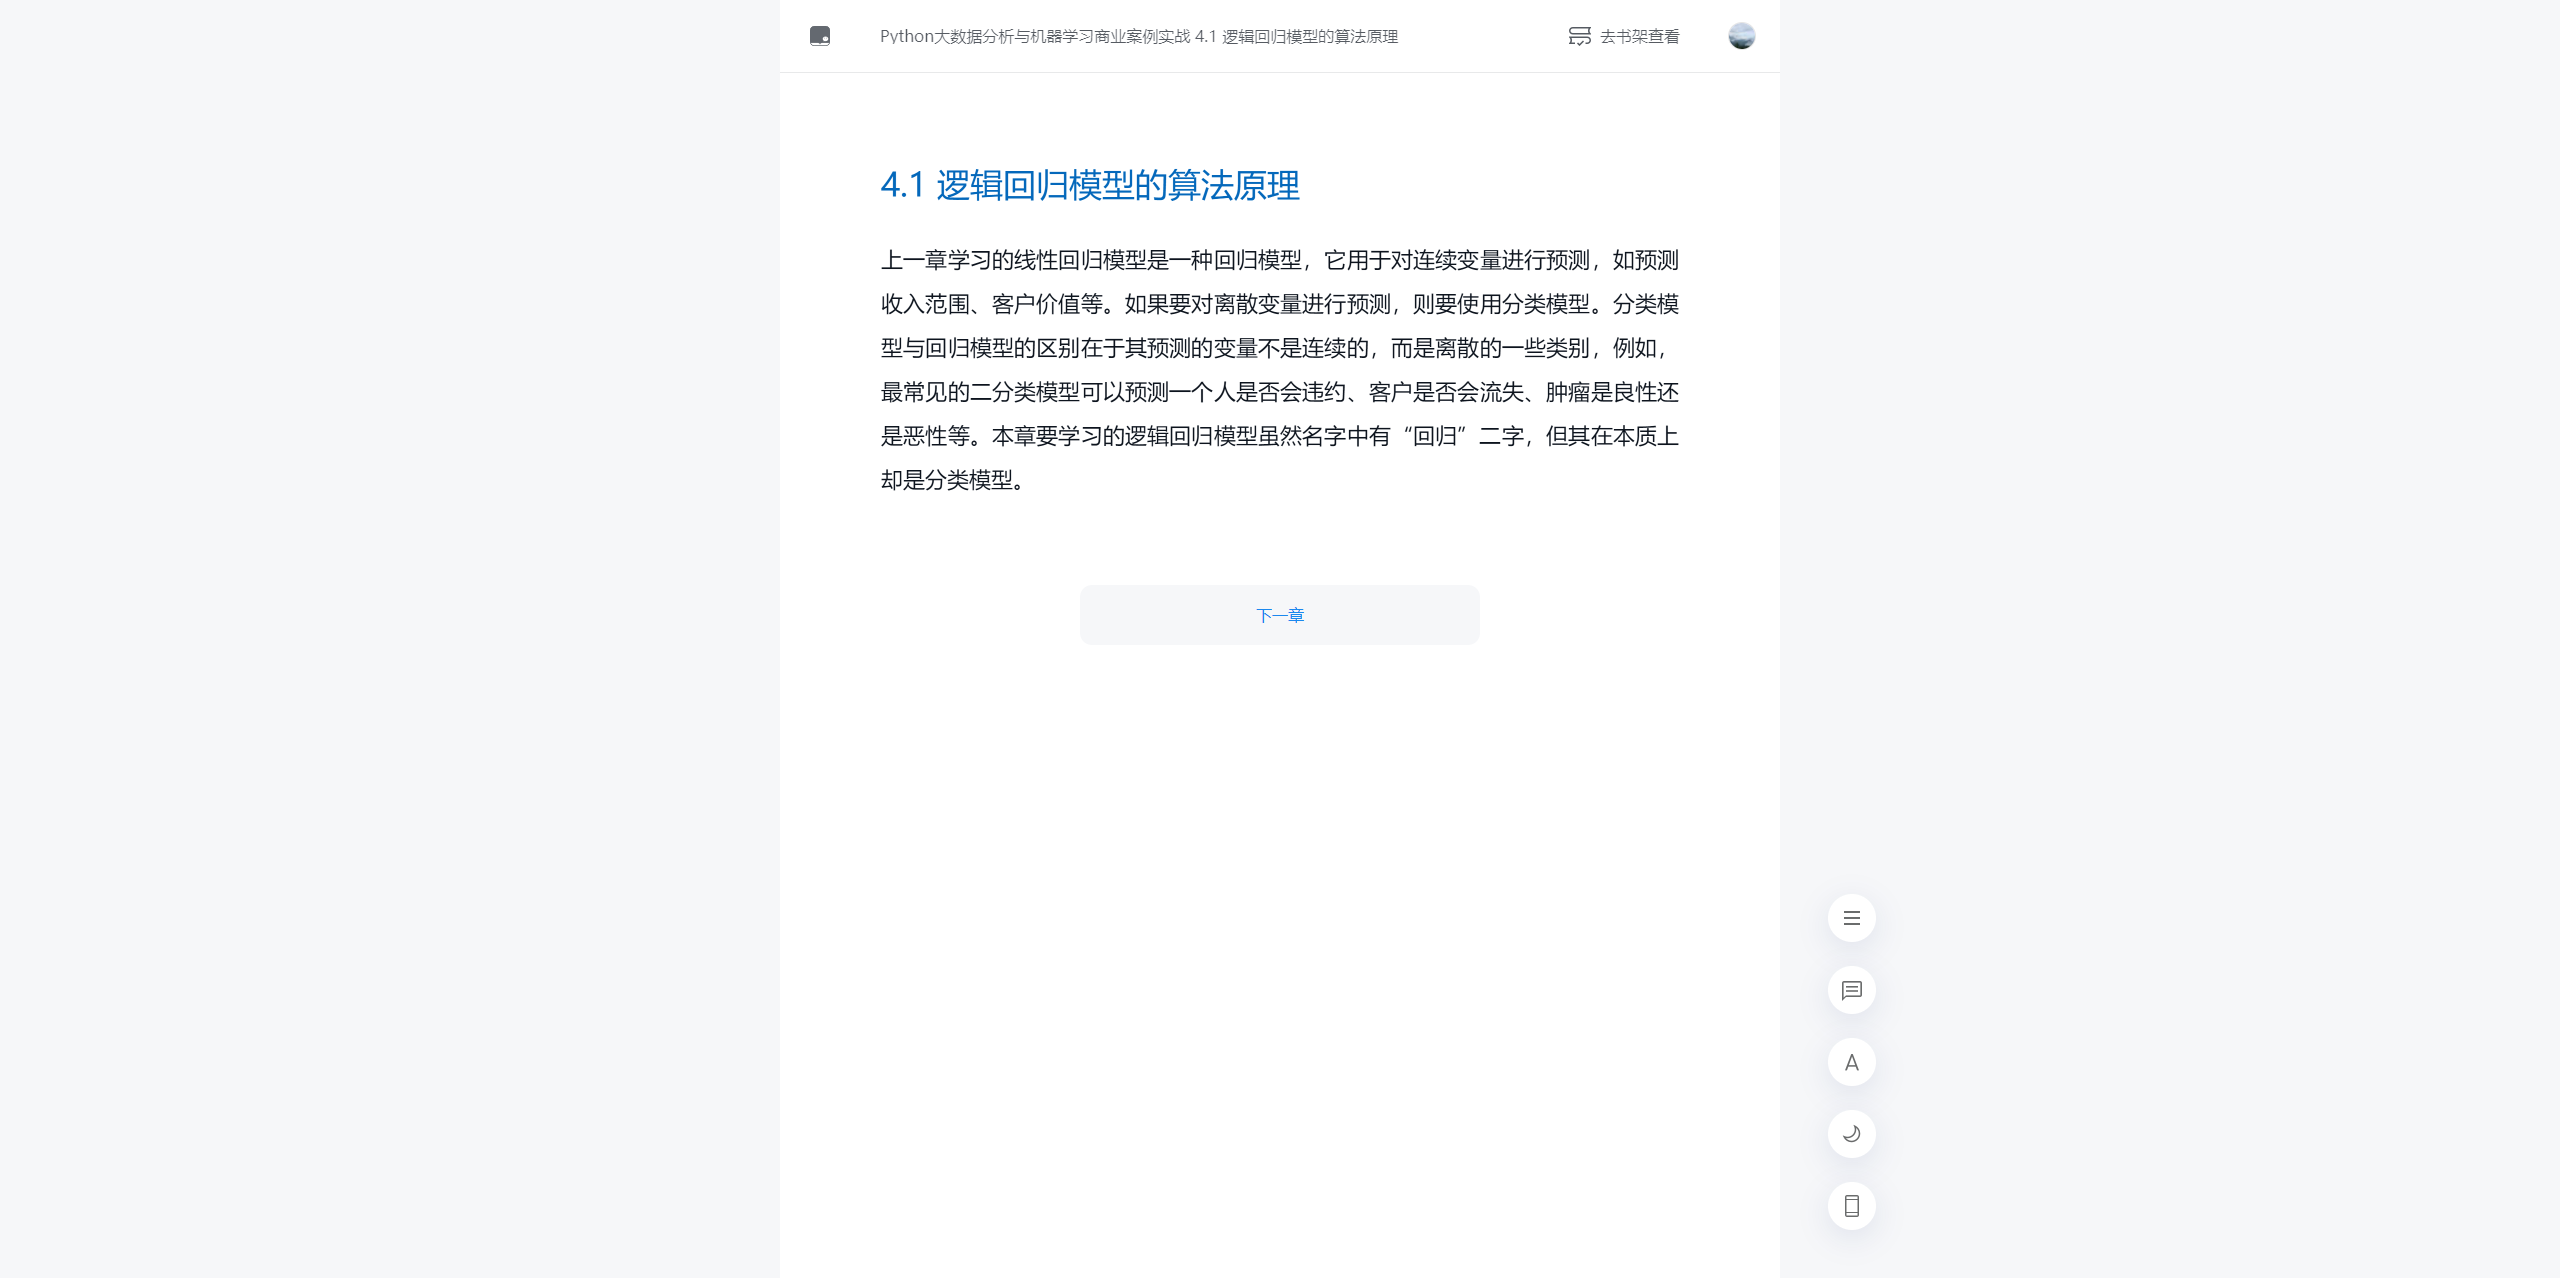 Python大数据分析与机器学习商业案例实战 4.1 逻辑回归模型的算法原理
去书架查看
4.1 逻辑回归模型的算法原理
上一章学习的线性回归模型是一种回归模型，它用于对连续变量进行预测，如预测
收入范围、客户价值等。如果要对离散变量进行预测，则要使用分类模型。分类模
型与回归模型的区别在于其预测的变量不是连续的，而是离散的一些类别，例如，
最常见的二分类模型可以预测一个人是否会违约、客户是否会流失、肿瘤是良性还
是恶性等。本章要学习的逻辑回归模型虽然名字中有“回归”二字，但其在本质上
却是分类模型。
下一章
A